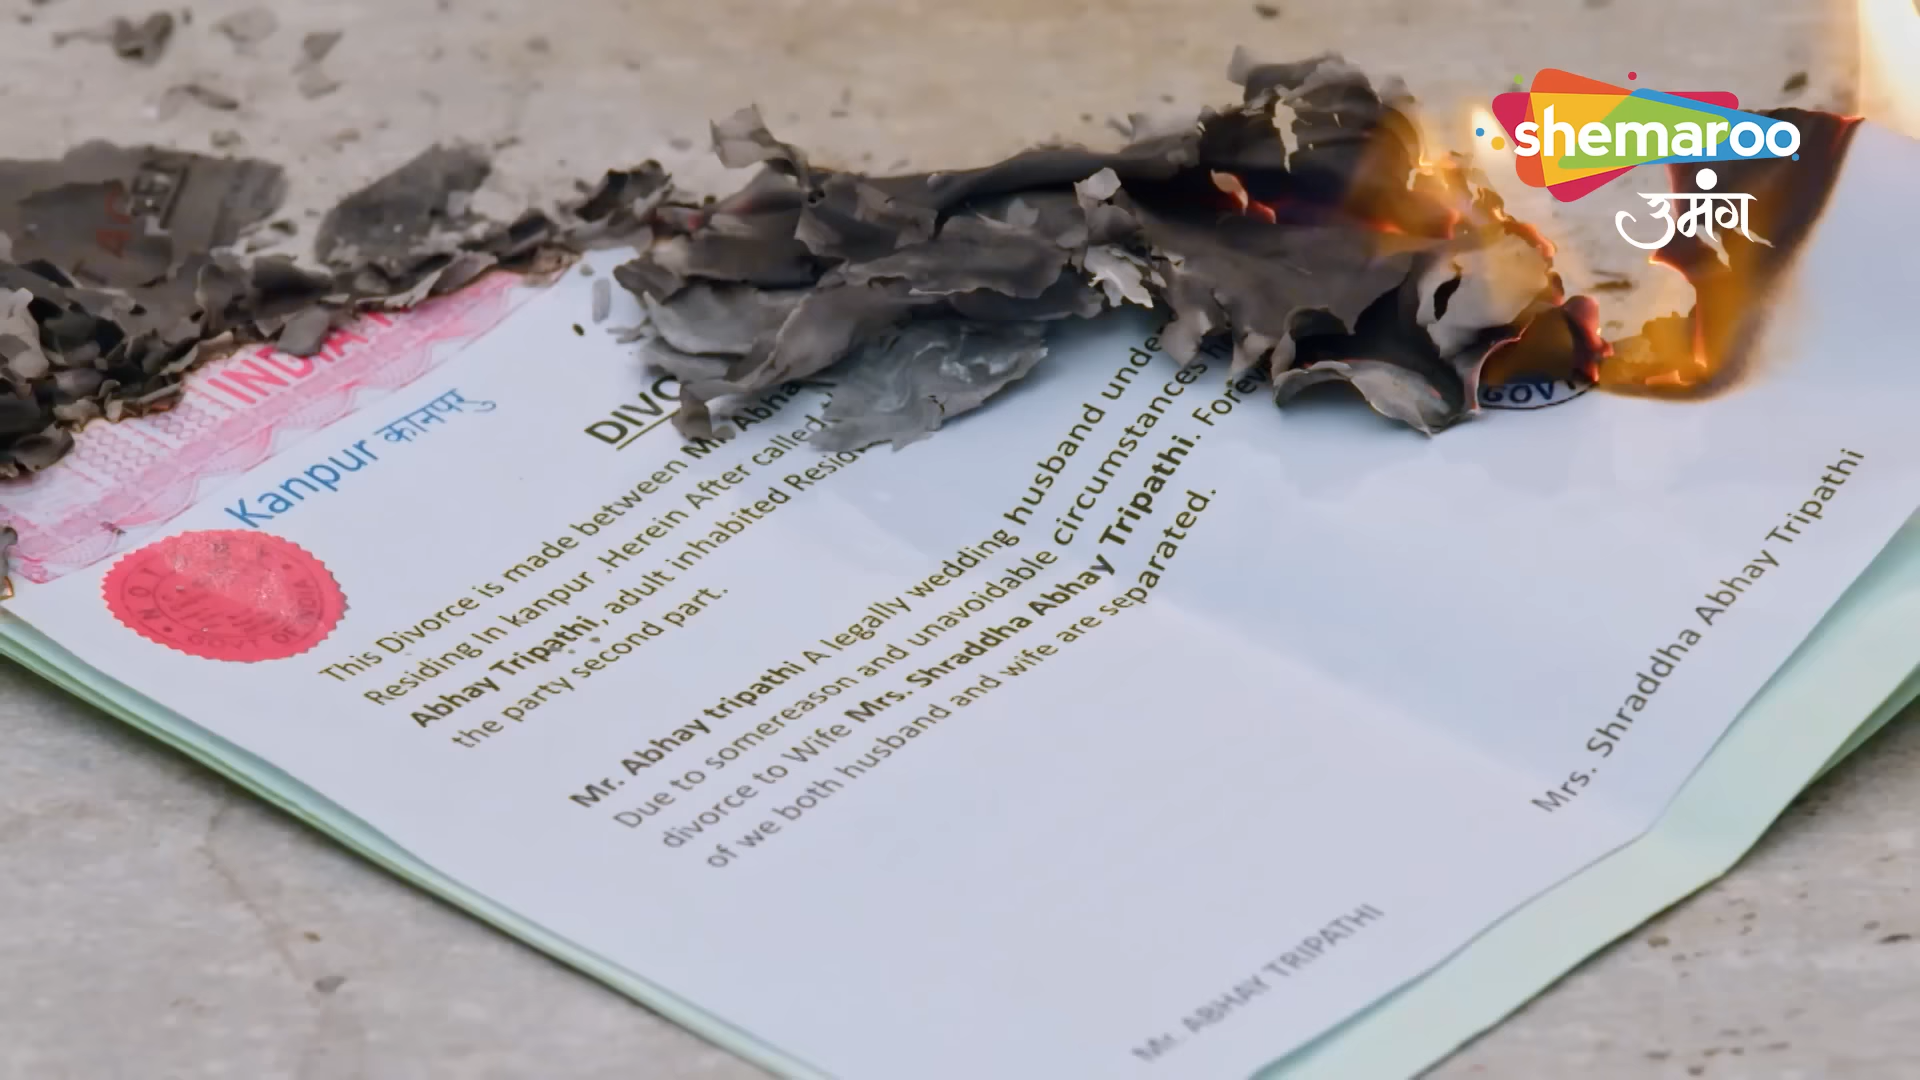 shemaroo
उमंग
INDIA
Kanpur कानपुर
DIVO
This Divorce is made between Mr. Abha
Residing In kanpur .Herein After called
Abhay Tripathi, adult inhabited Resid
the party second part.
Mr. Abhay tripathi A legally wedding husband unde
Due to somereason and unavoidable circumstances h
divorce to Wife Mrs. Shraddha Abhay Tripathi. Forev
of we both husband and wife are separated.
GOV
Mrs. Shraddha Abhay Tripathi
Mr. ABHAY TRIPATHI